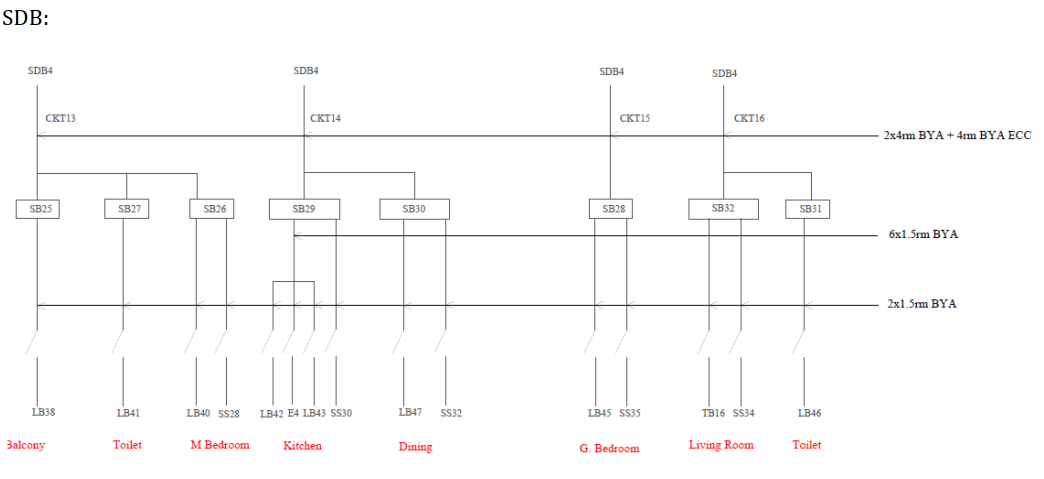 SDB:
SDB4 SDB4 SDB4 SDB4
CKT13 CKT14 CKT15 CKT16
2x4rm BYA + 4rm BYA ECC
SB25 SB27 SB26 SB29 SB30 SB28 SB32 SB31
6x1.5rm BYA
2x1.5rm BYA
LB38 LB41 LB40 SS28 LB42 E4 LB43 SS30 LB47 SS32 LB45 SS35 TB16 SS34 LB46
Balcony Toilet M Bedroom Kitchen Dining G. Bedroom Living Room Toilet